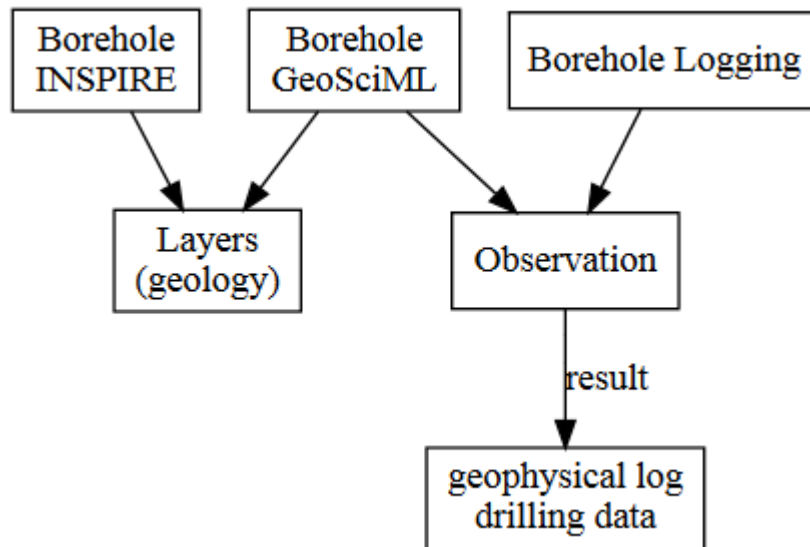 Borehole
INSPIRE
Borehole
GeoSciML
Borehole Logging
Layers
(geology)
Observation
result
geophysical log
drilling data